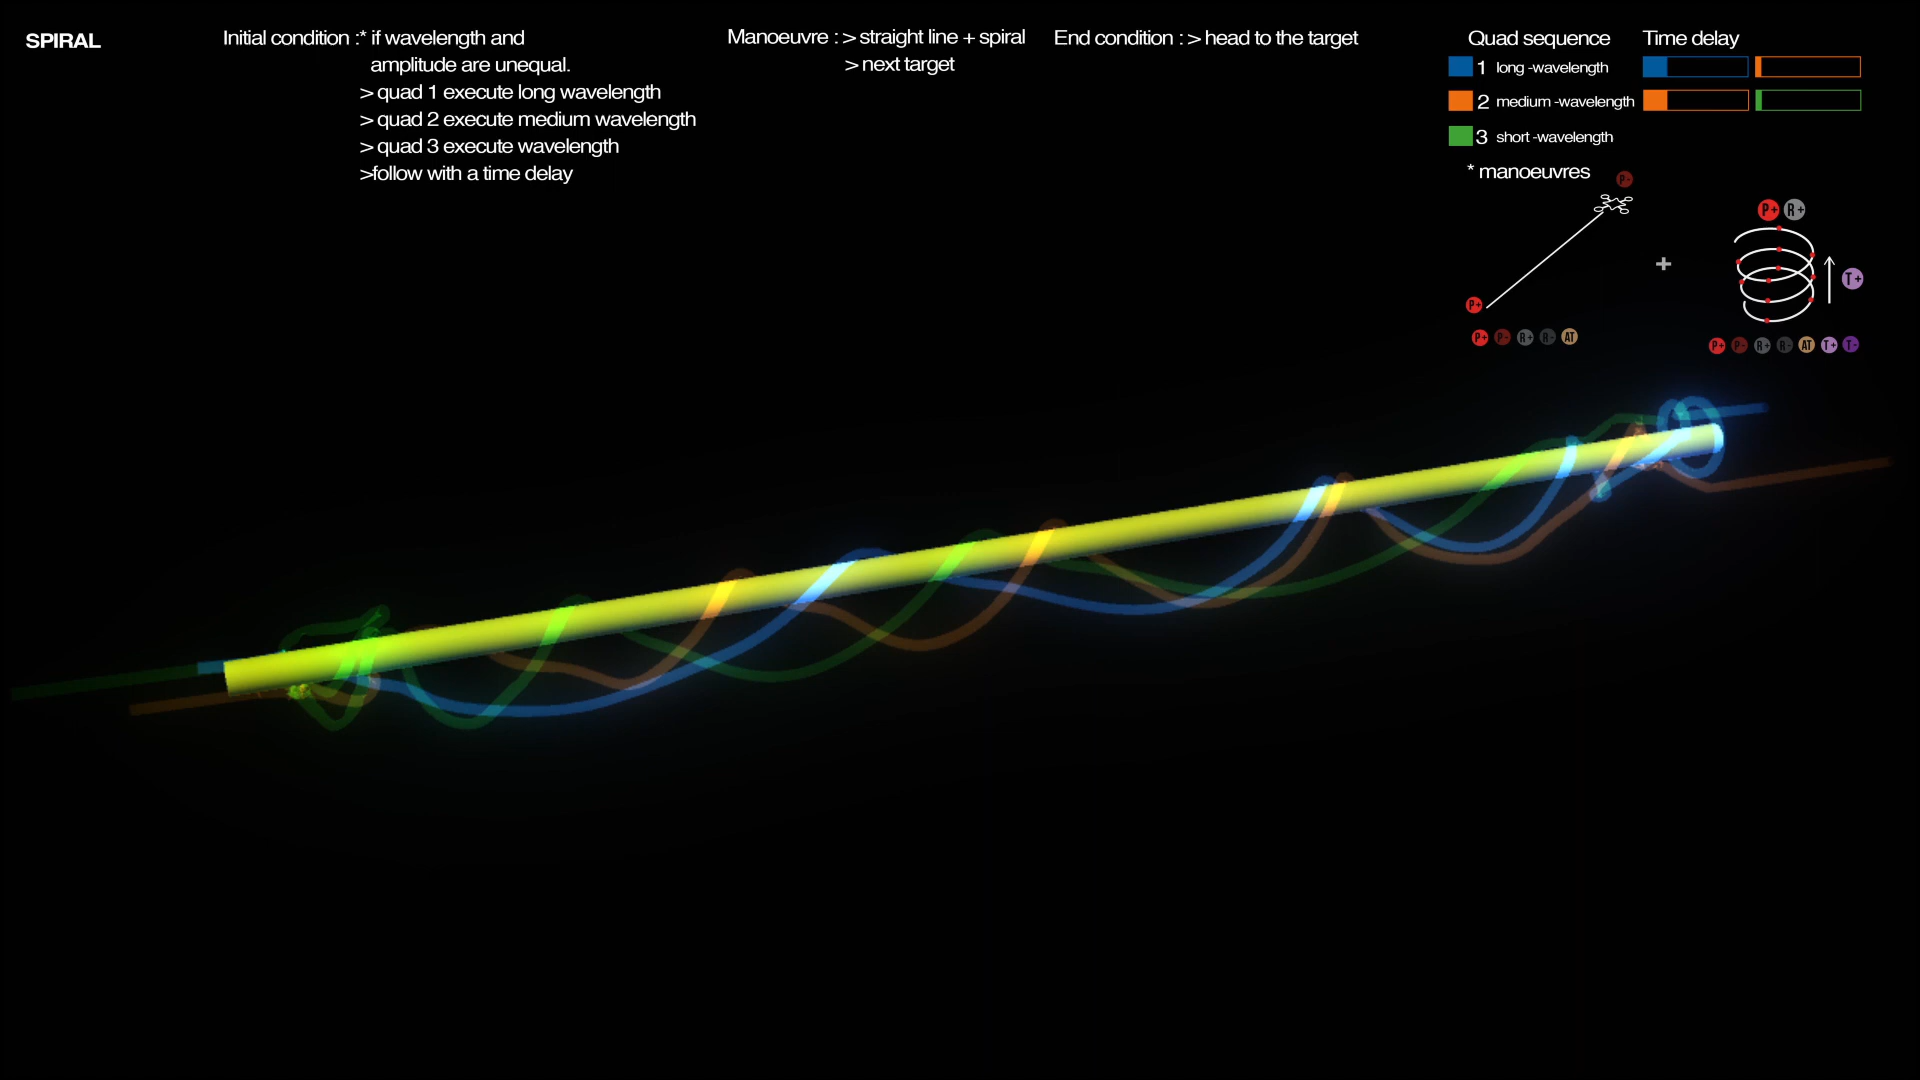 SPIRAL
Initial condition :* if wavelength and
amplitude are unequal.
> quad 1 execute long wavelength
> quad 2 execute medium wavelength
> quad 3 execute wavelength
>follow with a time delay
Manoeuvre : > straight line + spiral
> next target
End condition : > head to the target
Quad sequence
Time delay
1 long -wavelength
2 medium -wavelength
3 short -wavelength
* manoeuvres
P-
P+ R+
+
T+
P+
P+ P- R+ R- AT
P+ P- R+ R- AT T+ T-